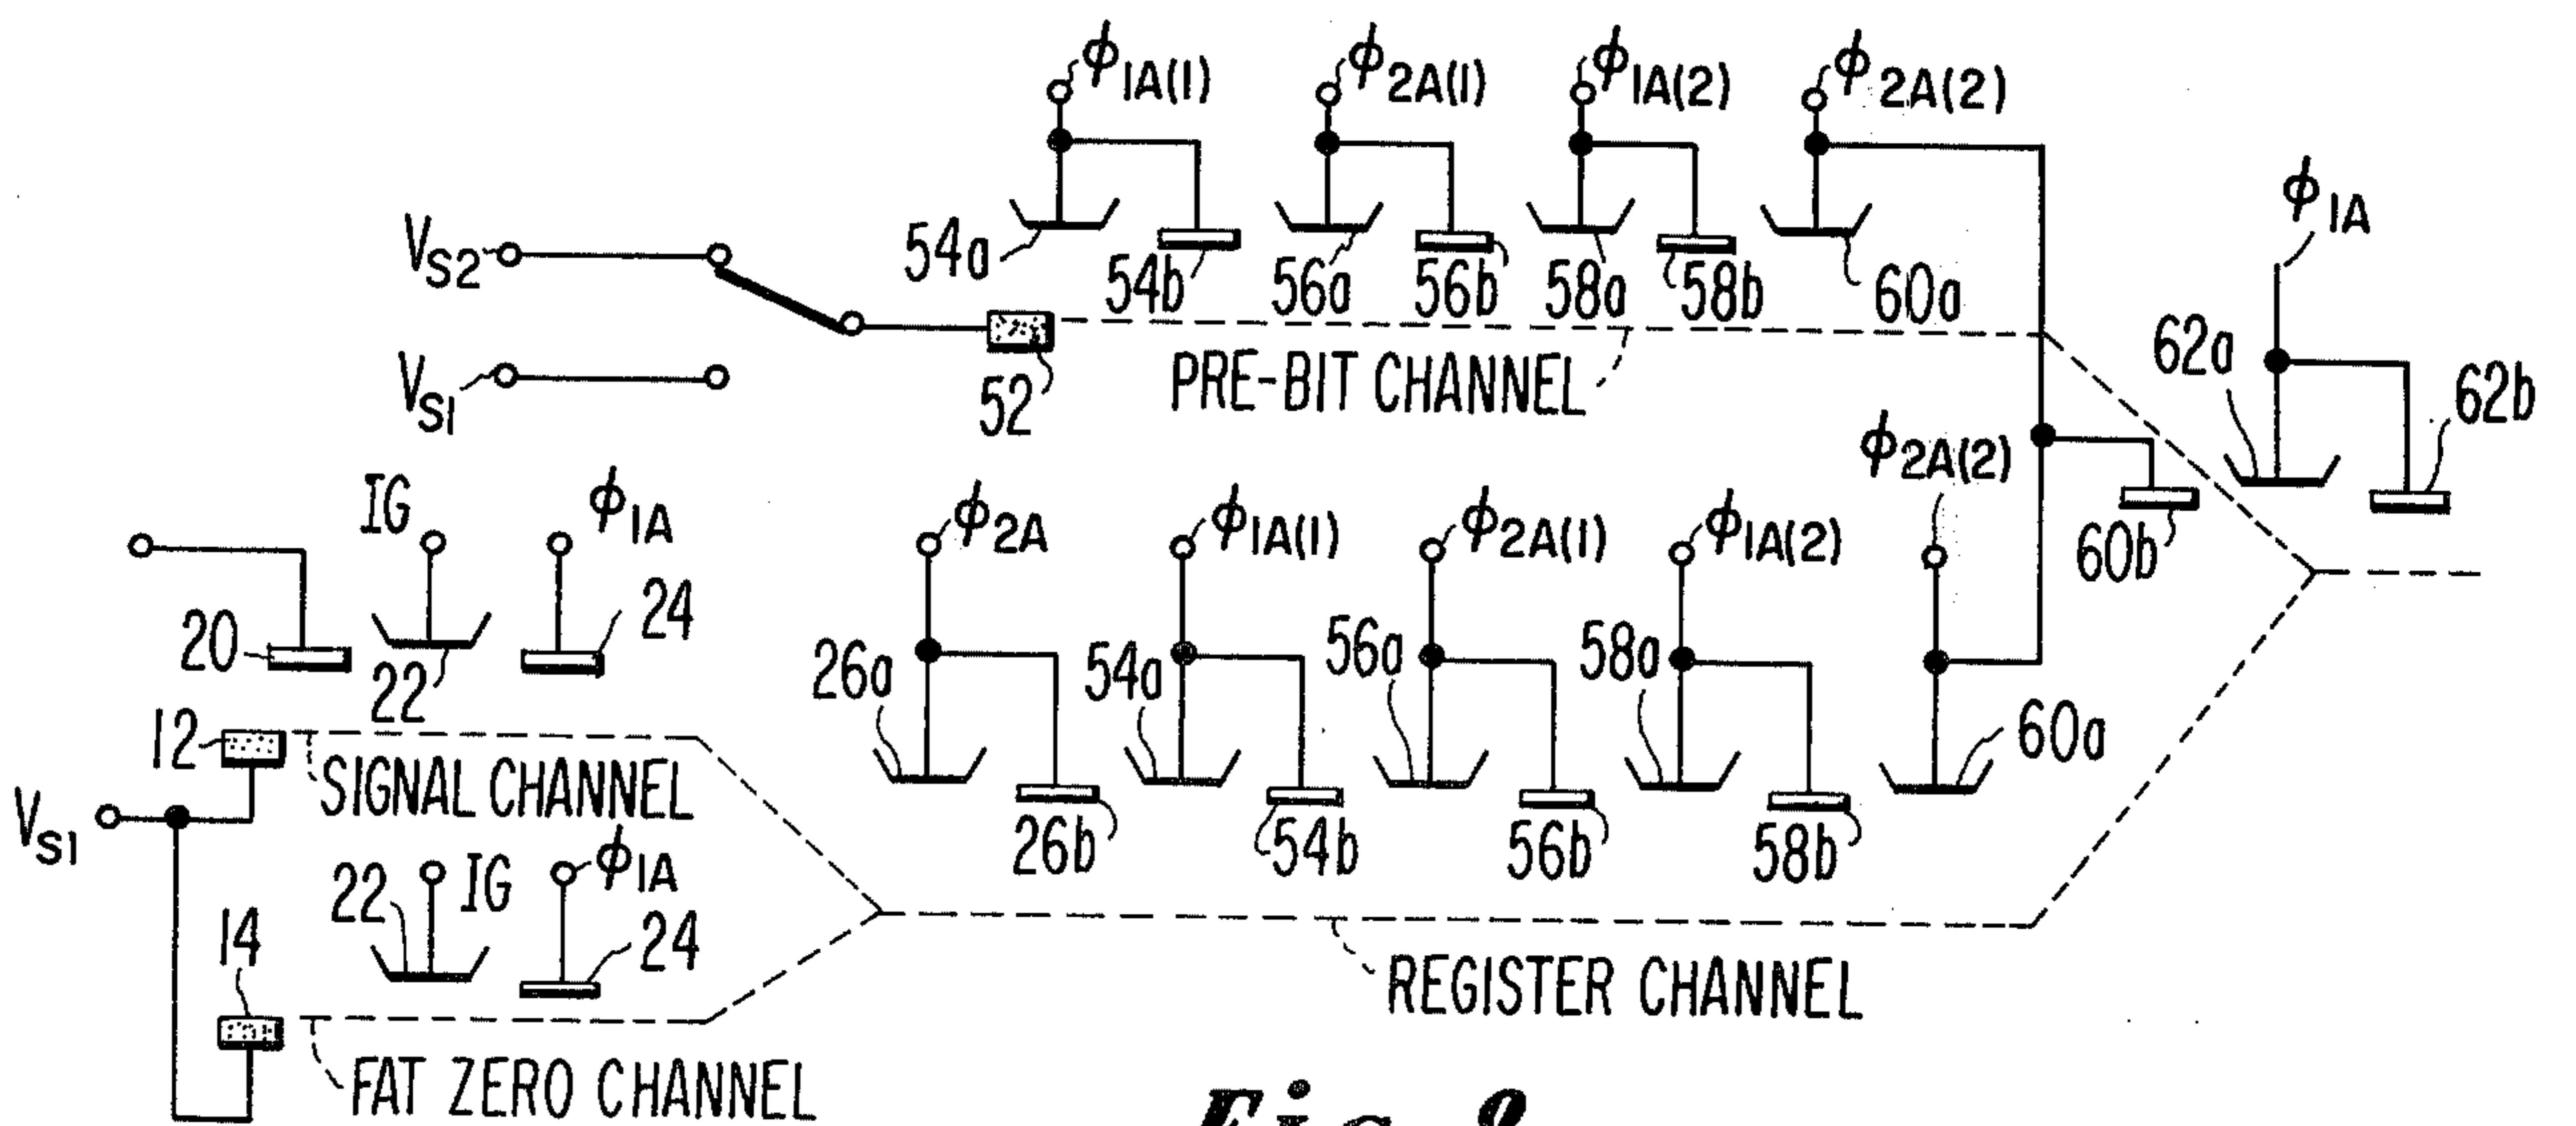 ϕ1A(1) ϕ2A(1) ϕ1A(2) ϕ2A(2)
ϕ1A
VS2
54a 54b 56a 56b 58a 58b 60a
52
PRE-BIT CHANNEL
VS1
62a 62b
ϕ2A(2)
IG ϕ1A
ϕ2A ϕ1A(1) ϕ2A(1) ϕ1A(2)
60b
20 22 24
26a 54a 56a 58a 60a
12
SIGNAL CHANNEL
VS1
26b 54b 56b 58b
22 IG ϕ1A
24
14
REGISTER CHANNEL
FAT ZERO CHANNEL